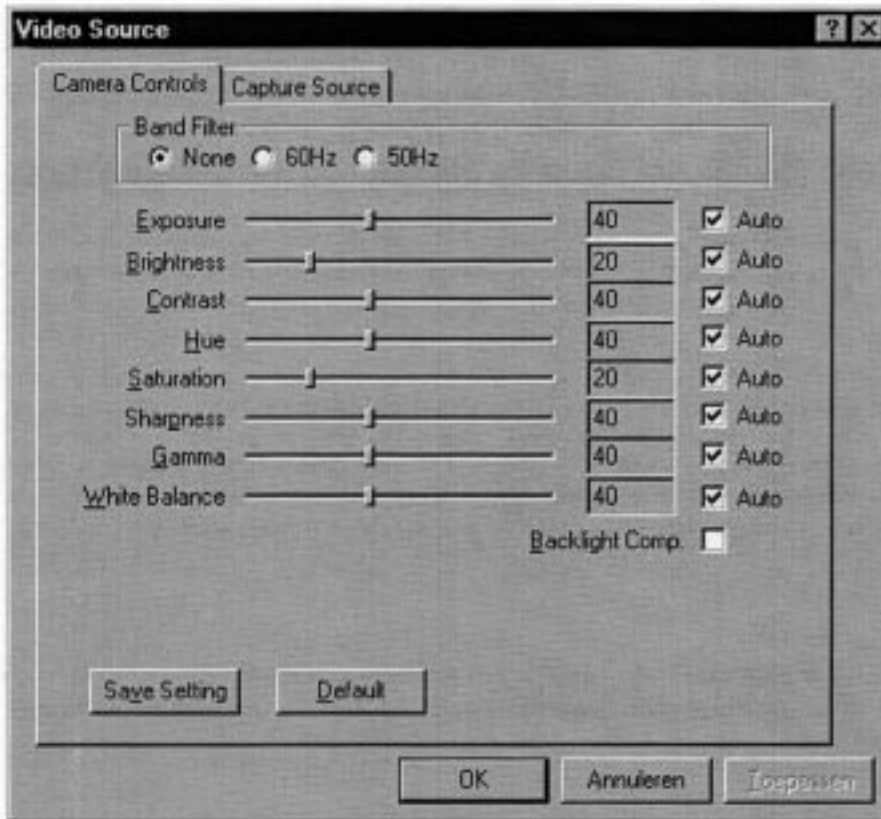 Video Source
Camera Controls Capture Source
Band Filter
None 60Hz 50Hz
Exposure 40 Auto
Brightness 20 Auto
Contrast 40 Auto
Hue 40 Auto
Saturation 20 Auto
Sharpness 40 Auto
Gamma 40 Auto
White Balance 40 Auto
Backlight Comp.
Save Setting Default
OK Annuleren Toepassen